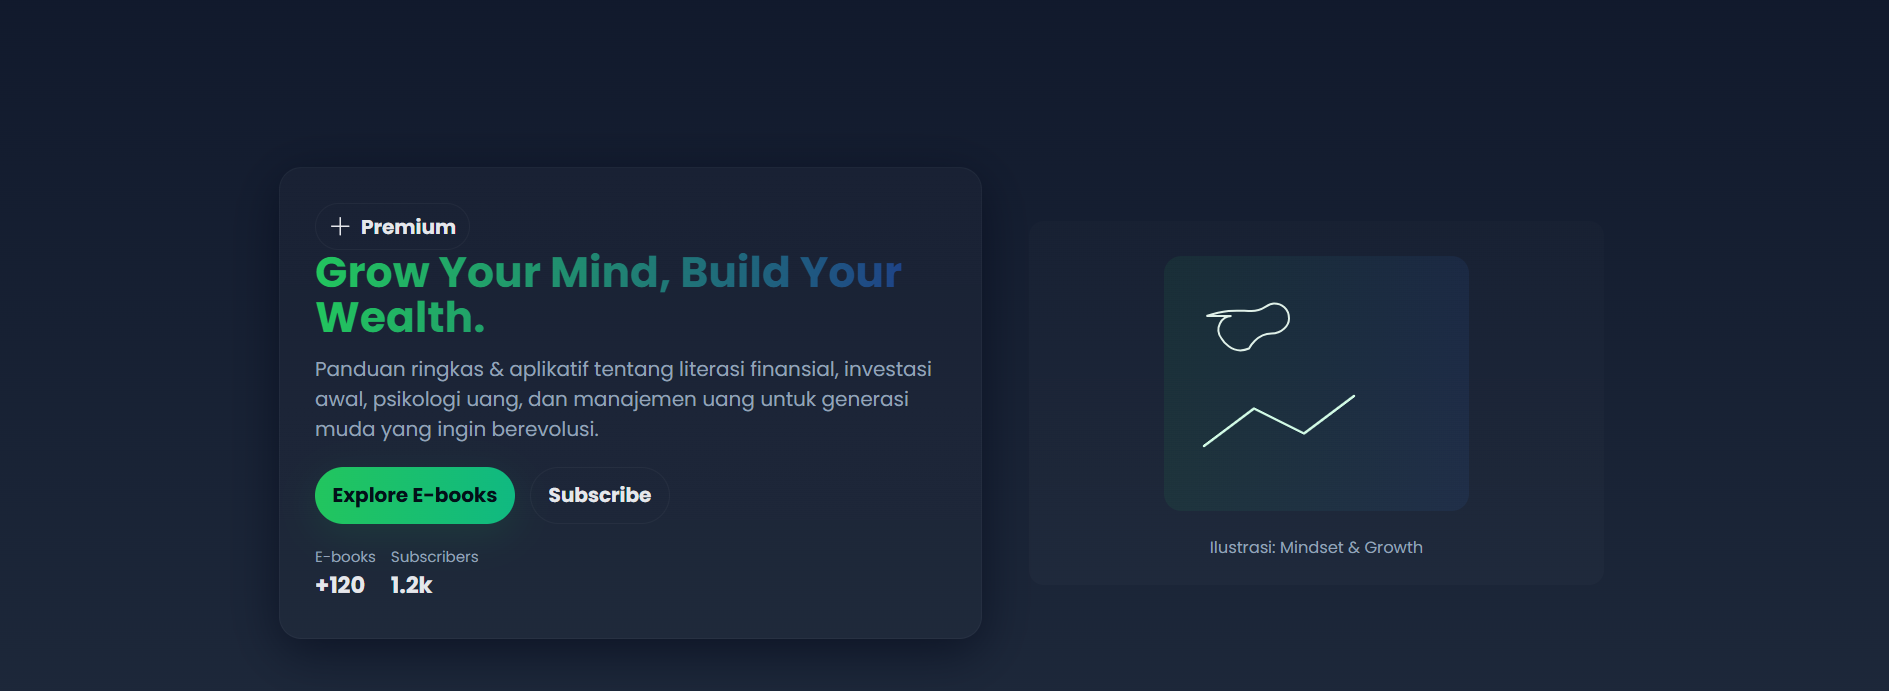 Premium
Grow Your Mind, Build Your
Wealth.
Panduan ringkas & aplikatif tentang literasi finansial, investasi
awal, psikologi uang, dan manajemen uang untuk generasi
muda yang ingin berevolusi.
Explore E-books
Subscribe
E-books
Subscribers
+120
1.2k
Ilustrasi: Mindset & Growth